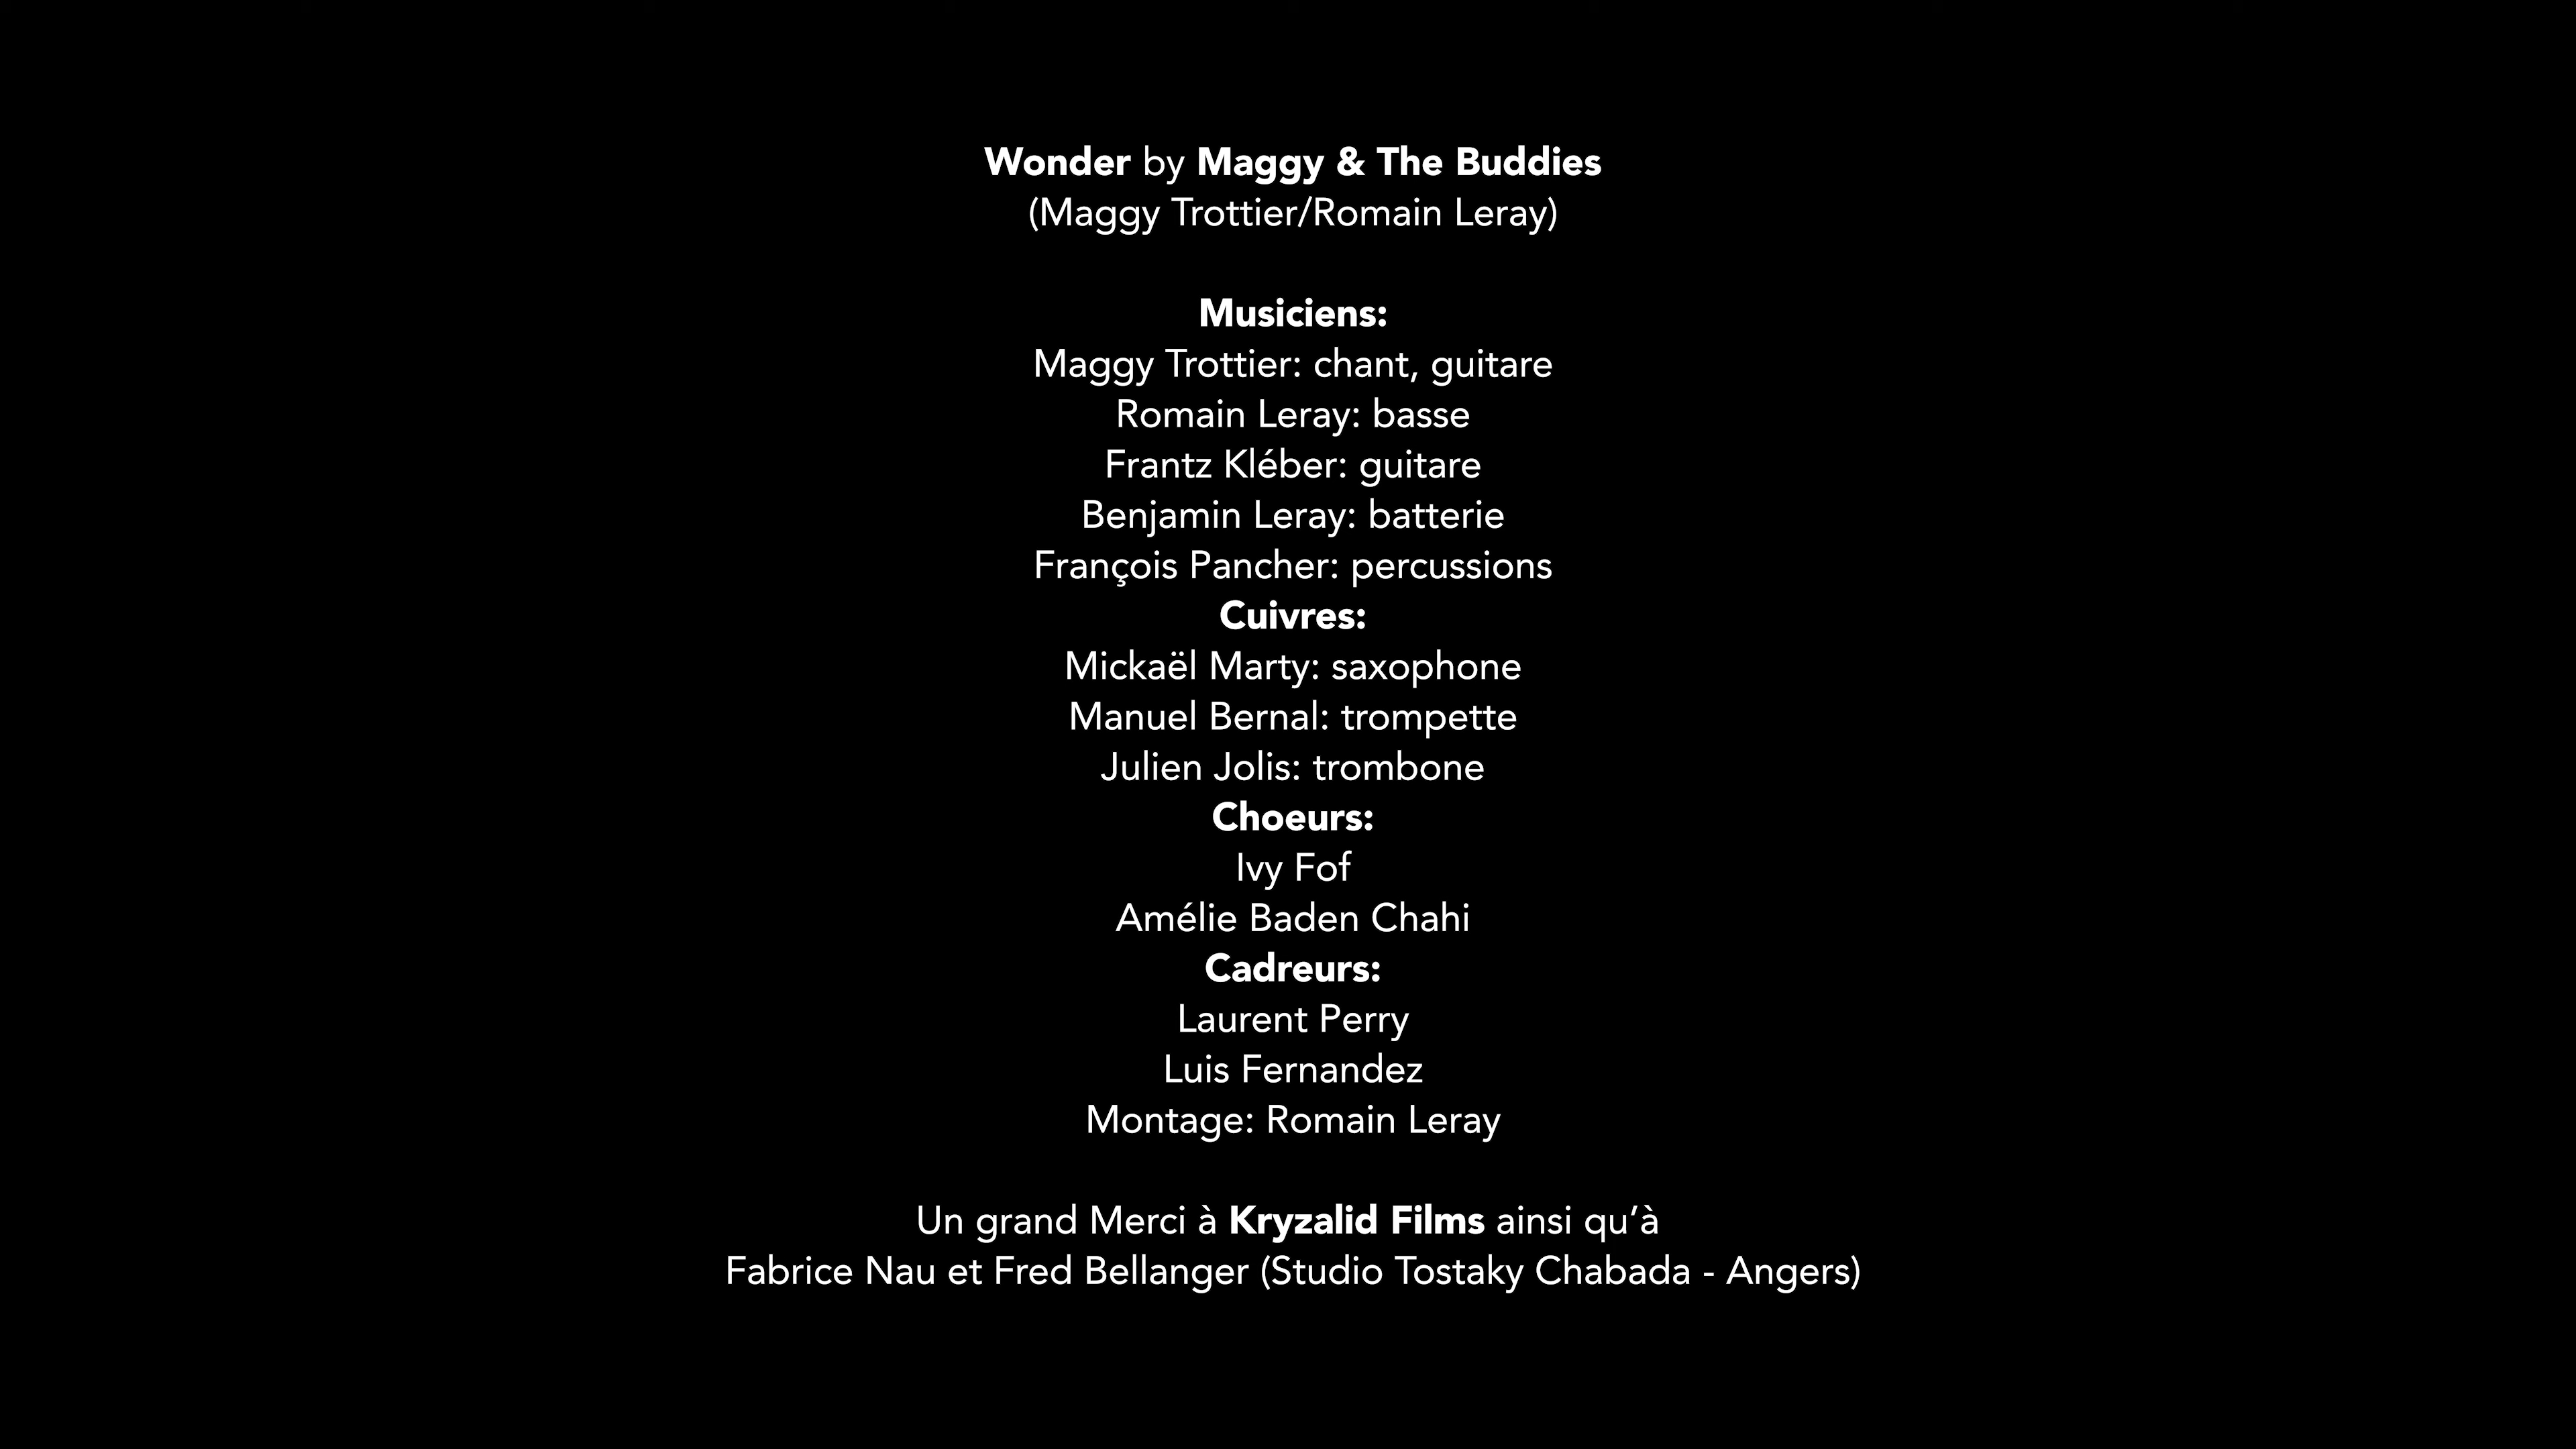 Wonder by Maggy & The Buddies
(Maggy Trottier/Romain Leray)
Musiciens:
Maggy Trottier: chant, guitare
Romain Leray: basse
Frantz Kléber: guitare
Benjamin Leray: batterie
François Pancher: percussions
Cuivres:
Mickaël Marty: saxophone
Manuel Bernal: trompette
Julien Jolis: trombone
Choeurs:
Ivy Fof
Amélie Baden Chahi
Cadreurs:
Laurent Perry
Luis Fernandez
Montage: Romain Leray
Un grand Merci à Kryzalid Films ainsi qu’à
Fabrice Nau et Fred Bellanger (Studio Tostaky Chabada - Angers)